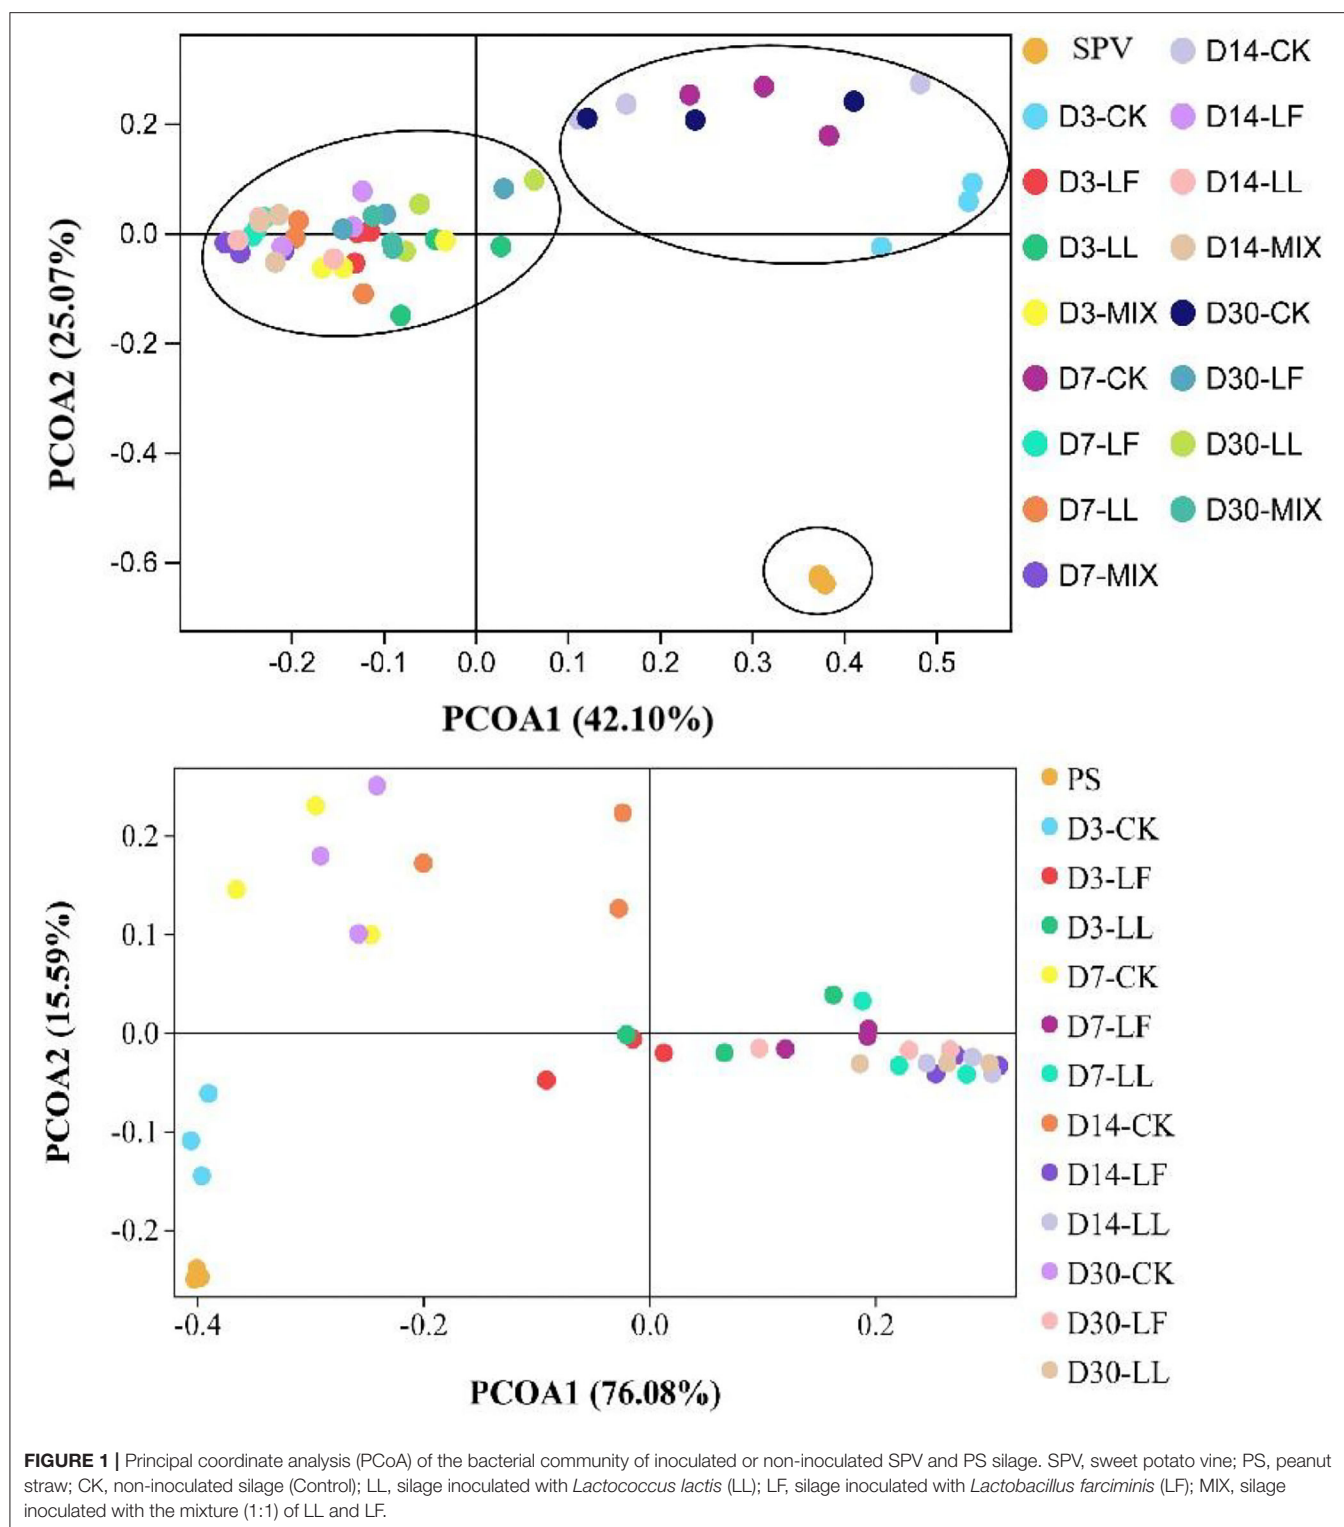 SPV D14-CK
D3-CK D14-LF
D3-LF D14-LL
D3-LL D14-MIX
D3-MIX D30-CK
D7-CK D30-LF
D7-LF D30-LL
D7-LL D30-MIX
D7-MIX
0.2
0.0
-0.2
-0.4
-0.6
PCOA2 (25.07%)
-0.2 -0.1 0.0 0.1 0.2 0.3 0.4 0.5
PCOA1 (42.10%)
PS
D3-CK
D3-LF
D3-LL
D7-CK
D7-LF
D7-LL
D14-CK
D14-LF
D14-LL
D30-CK
D30-LF
D30-LL
0.2
0.1
0.0
-0.1
-0.2
PCOA2 (15.59%)
-0.4 -0.2 0.0 0.2
PCOA1 (76.08%)
FIGURE 1 | Principal coordinate analysis (PCoA) of the bacterial community of inoculated or non-inoculated SPV and PS silage. SPV, sweet potato vine; PS, peanut
straw; CK, non-inoculated silage (Control); LL, silage inoculated with Lactococcus lactis (LL); LF, silage inoculated with Lactobacillus farciminis (LF); MIX, silage
inoculated with the mixture (1:1) of LL and LF.